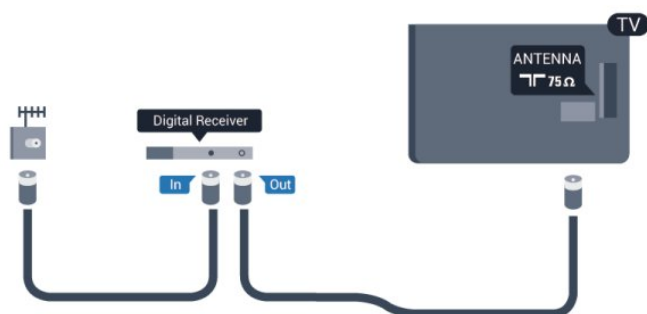 TV
ANTENNA
75 Ω
Digital Receiver
In
Out